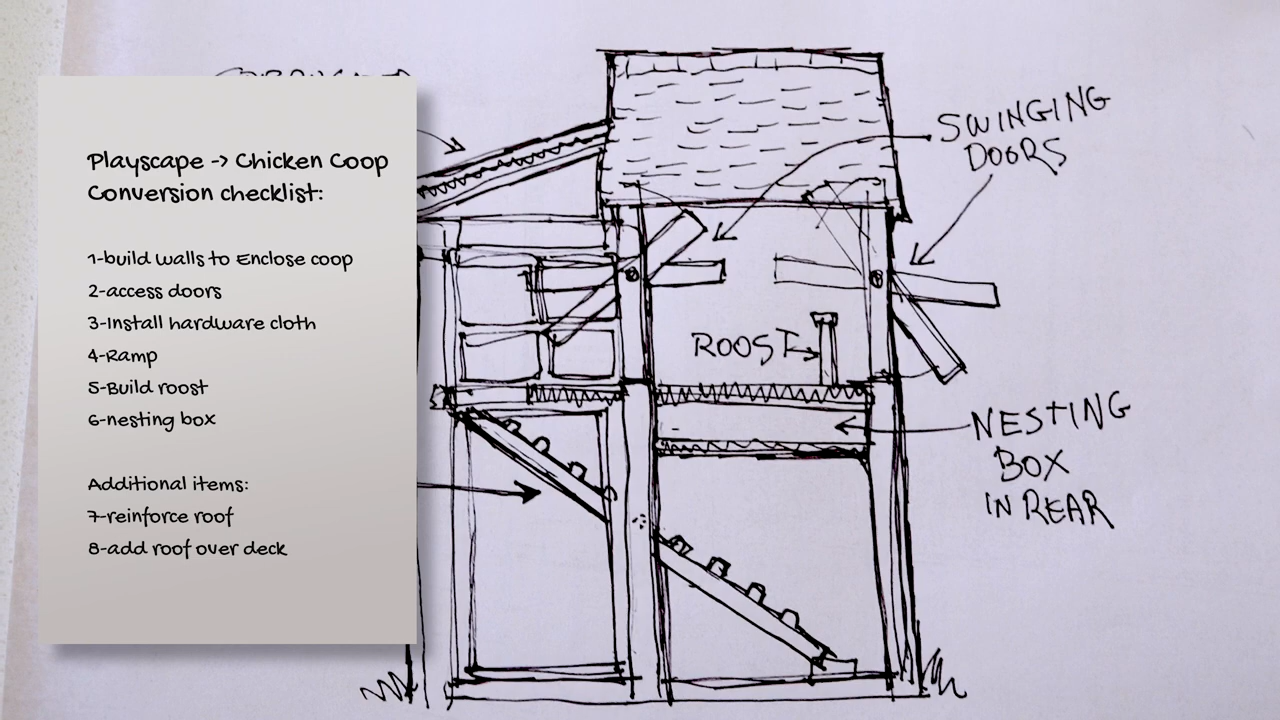 Playscape -> Chicken Coop
Conversion checklist:
1-build walls to Enclose coop
2-access doors
3-Install hardware cloth
4-Ramp
5-Build roost
6-nesting box
Additional items:
7-reinforce roof
8-add roof over deck
SWINGING
DOORS
ROOST
NESTING
BOX
IN REAR